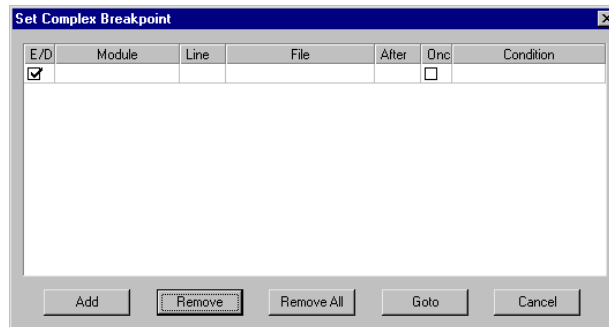 Set Complex Breakpoint
E/D Module Line File After Onc Condition
Add Remove Remove All Goto Cancel